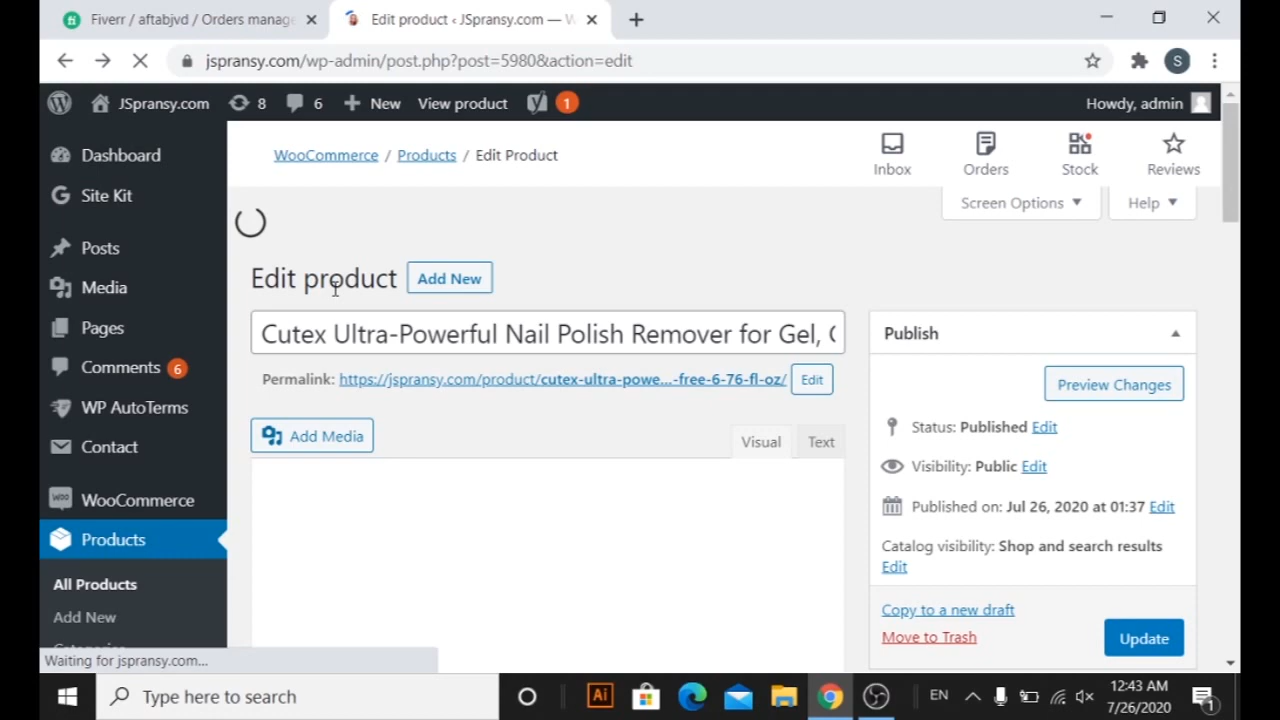 Fiverr / aftabjvd / Orders manage
Edit product ‹ JSpransy.com — W
jspransy.com/wp-admin/post.php?post=5980&action=edit
S
JSpransy.com
8
6
New
View product
1
Howdy, admin
Dashboard
Site Kit
Posts
Media
Pages
Comments 6
WP AutoTerms
Contact
WooCommerce
Products
All Products
Add New
Categories
WooCommerce / Products / Edit Product
Inbox
Orders
Stock
Reviews
Screen Options
Help
Edit product
Add New
Cutex Ultra-Powerful Nail Polish Remover for Gel,
Permalink: https://jspransy.com/product/cutex-ultra-powe...-free-6-76-fl-oz/ Edit
Add Media
Visual
Text
Publish
Preview Changes
Status: Published Edit
Visibility: Public Edit
Published on: Jul 26, 2020 at 01:37 Edit
Catalog visibility: Shop and search results
Edit
Copy to a new draft
Move to Trash
Update
Waiting for jspransy.com...
Type here to search
Ai
EN
12:43 AM
7/26/2020
1